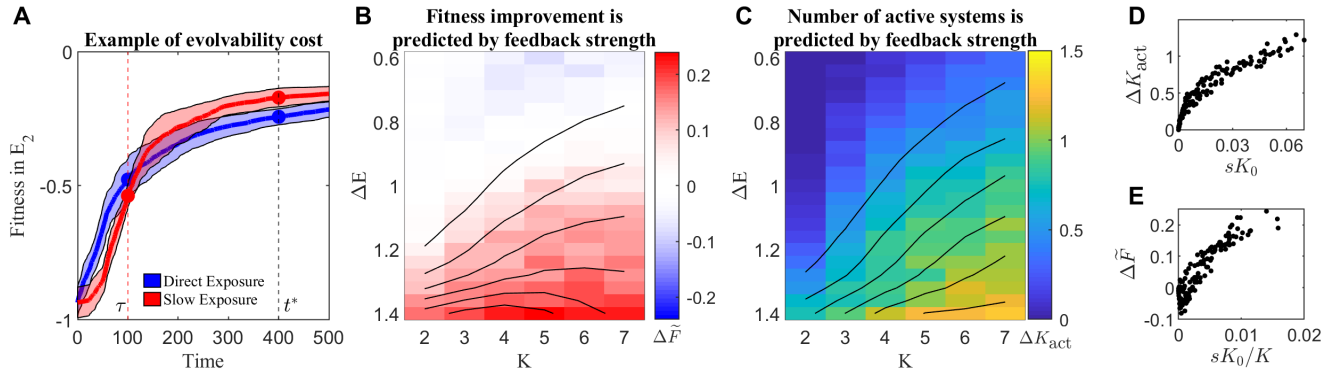 A
Example of evolvability cost
Fitness in E2
0
-0.5
-1
Direct Exposure
Slow Exposure
τ
t*
0
100
200
300
400
500
Time
B
Fitness improvement is
predicted by feedback strength
ΔE
0.6
0.8
1
1.2
1.4
2
3
4
5
6
7
K
0.2
0.1
0
-0.1
-0.2
ΔF̃
C
Number of active systems is
predicted by feedback strength
ΔE
0.6
0.8
1
1.2
1.4
2
3
4
5
6
7
K
1.5
1
0.5
0
ΔKact
D
ΔKact
1
0.5
0
0
0.03
0.06
sK0
E
ΔF̃
0.2
0.1
0
-0.1
0
0.01
0.02
sK0/K